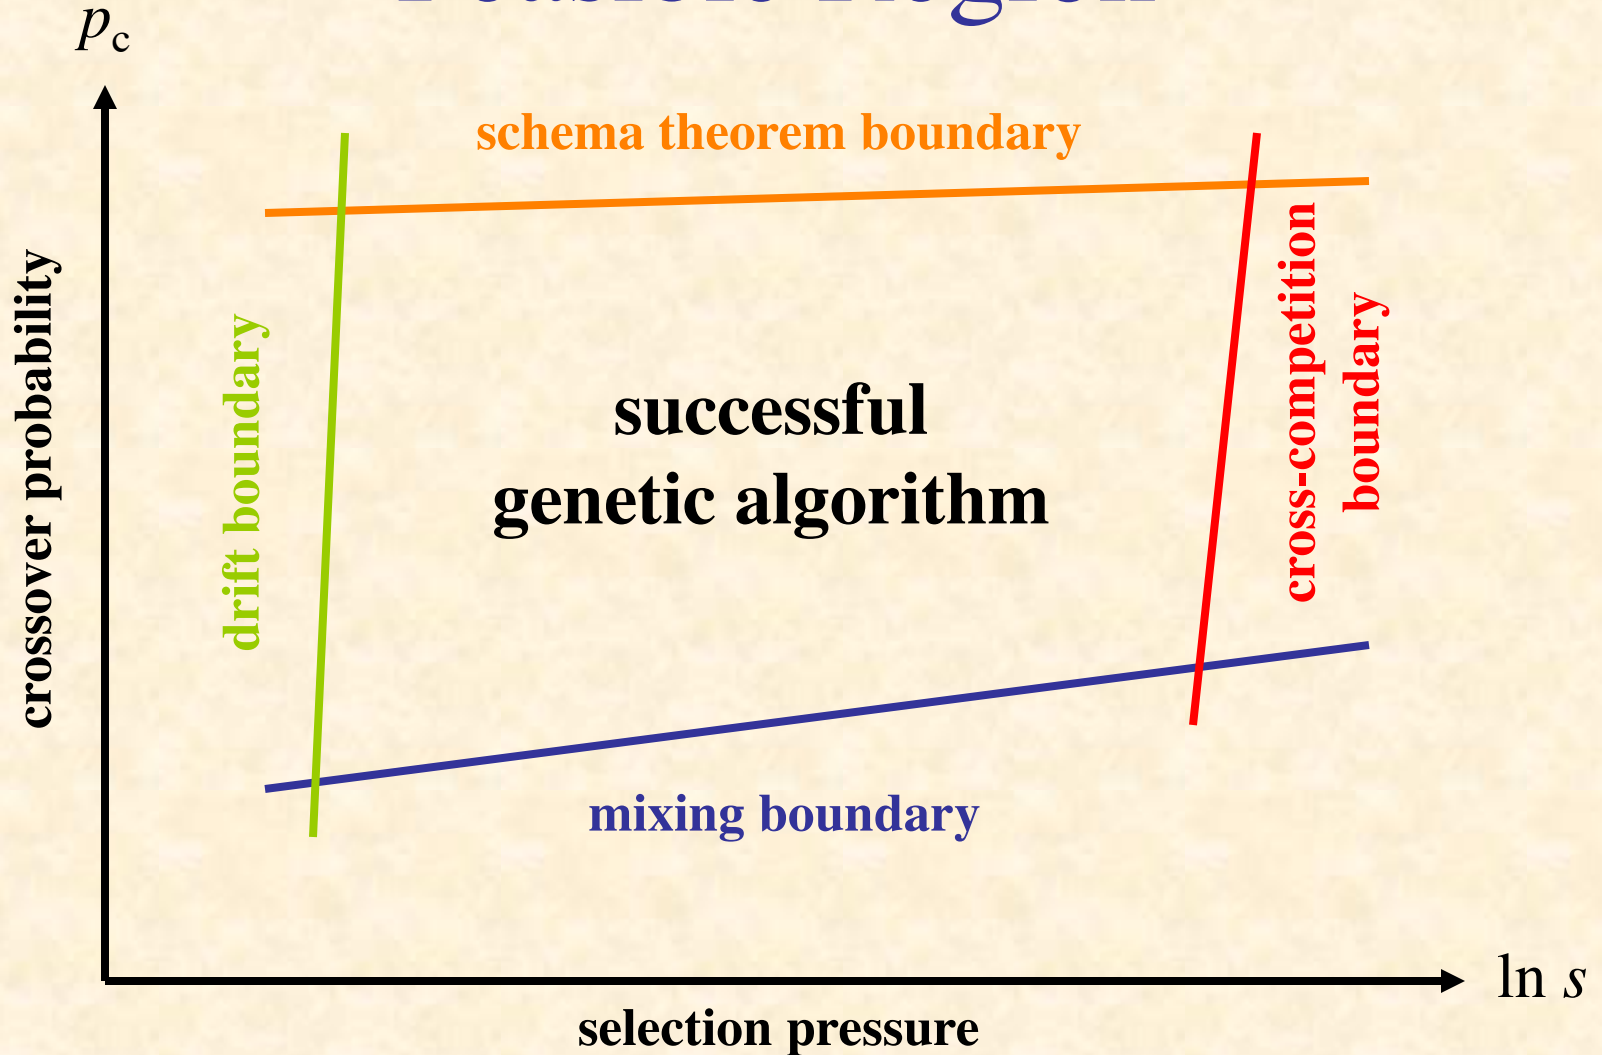 p_c
schema theorem boundary
crossover probability
drift boundary
successful
genetic algorithm
cross-competition
boundary
mixing boundary
ln s
selection pressure